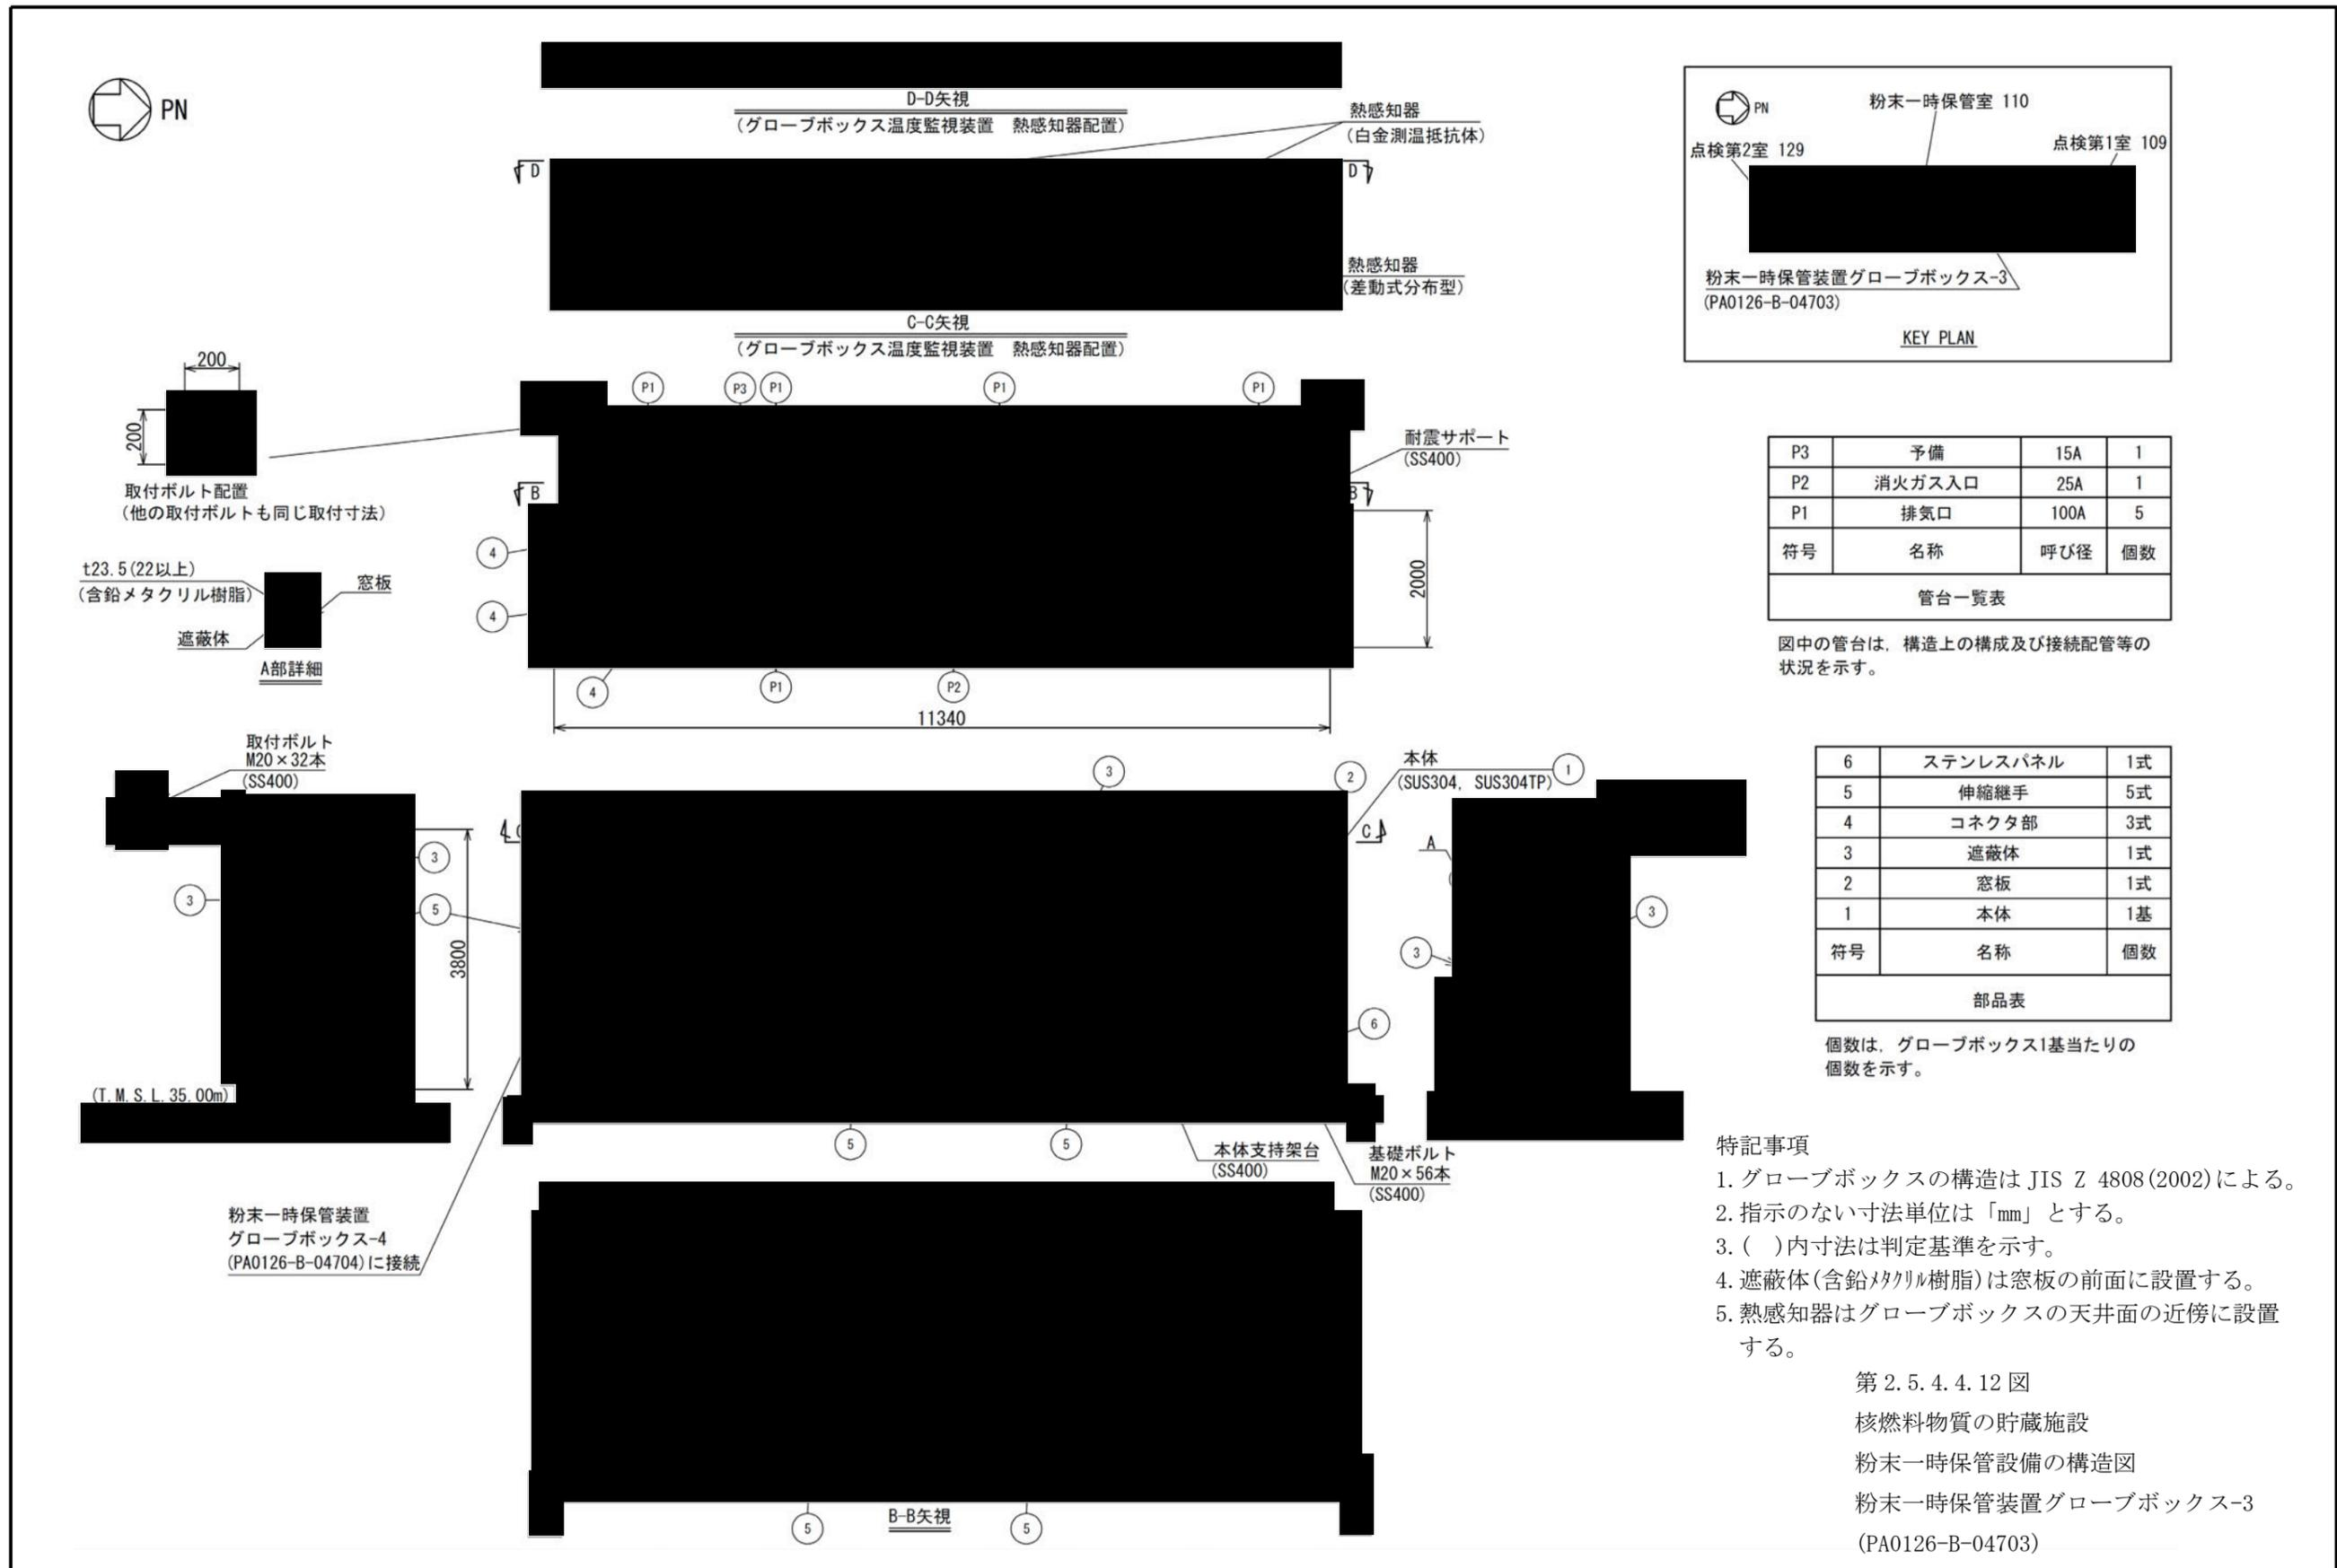 PN
D-D矢視
(グローブボックス温度監視装置　熱感知器配置)
熱感知器
(白金測温抵抗体)
D
D
熱感知器
(差動式分布型)
C-C矢視
(グローブボックス温度監視装置　熱感知器配置)
PN
粉末一時保管室 110
点検第2室 129
点検第1室 109
粉末一時保管装置グローブボックス-3
(PA0126-B-04703)
KEY PLAN
200
200
取付ボルト配置
(他の取付ボルトも同じ取付寸法)
P1
P3
P1
P1
P1
耐震サポート
(SS400)
B
B
4
4
2000
4
P1
P2
11340
t23.5(22以上)
(含鉛メタクリル樹脂)
窓板
遮蔽体
A部詳細
P3 予備 15A 1
P2 消火ガス入口 25A 1
P1 排気口 100A 5
符号 名称 呼び径 個数
管台一覧表
図中の管台は，構造上の構成及び接続配管等の
状況を示す。
取付ボルト
M20×32本
(SS400)
3
3
5
3800
(T.M.S.L.35.00m)
3
2
本体
(SUS304, SUS304TP)
1
C
C
6
5
5
本体支持架台
(SS400)
基礎ボルト
M20×56本
(SS400)
A
3
3
粉末一時保管装置
グローブボックス-4
(PA0126-B-04704)に接続
5
5
B-B矢視
6 ステンレスパネル 1式
5 伸縮継手 5式
4 コネクタ部 3式
3 遮蔽体 1式
2 窓板 1式
1 本体 1基
符号 名称 個数
部品表
個数は，グローブボックス1基当たりの
個数を示す。
特記事項
1.グローブボックスの構造は JIS Z 4808(2002)による。
2.指示のない寸法単位は「mm」とする。
3.(　)内寸法は判定基準を示す。
4.遮蔽体(含鉛ﾒﾀｸﾘﾙ樹脂)は窓板の前面に設置する。
5.熱感知器はグローブボックスの天井面の近傍に設置
する。
第 2.5.4.4.12 図
核燃料物質の貯蔵施設
粉末一時保管設備の構造図
粉末一時保管装置グローブボックス-3
(PA0126-B-04703)